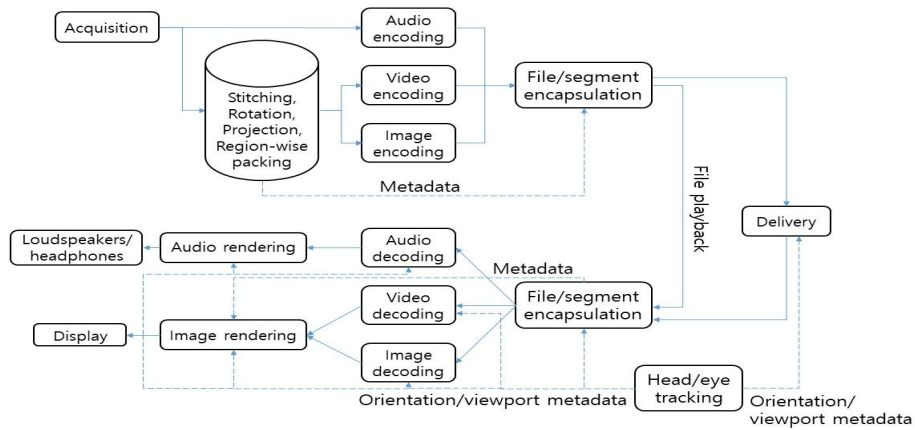 Acquisition
Audio
encoding
Stitching,
Rotation,
Projection,
Region-wise
packing
Video
encoding
Image
encoding
File/segment
encapsulation
Metadata
File playback
Delivery
Loudspeakers/
headphones
Audio rendering
Audio
decoding
Metadata
Video
decoding
File/segment
encapsulation
Display
Image rendering
Image
decoding
Orientation/viewport metadata
Head/eye
tracking
Orientation/
viewport metadata